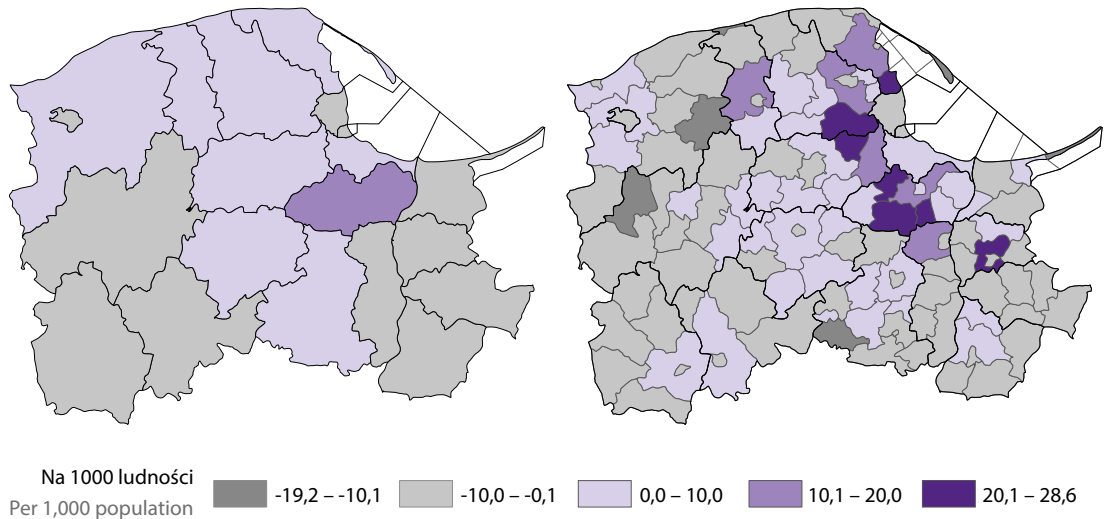 Na 1000 ludności
Per 1,000 population
-19,2 – -10,1
-10,0 – -0,1
0,0 – 10,0
10,1 – 20,0
20,1 – 28,6